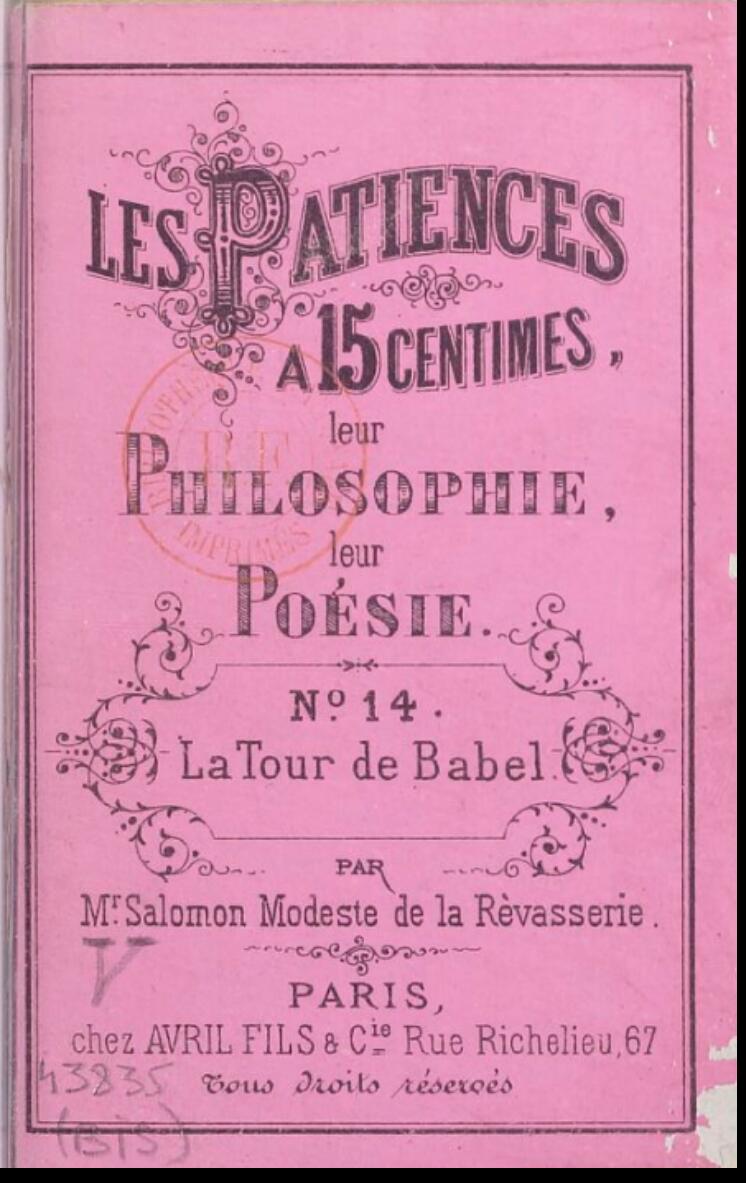 LES PATIENCES
A 15 CENTIMES,
leur
PHILOSOPHIE,
leur
POÉSIE.
N.º 14.
La Tour de Babel.
PAR
Mr. Salomon Modeste de la Rèvasserie.
PARIS,
chez AVRIL FILS & Cie Rue Richelieu, 67
Tous droits réservés
R.F.
IMPRIMÉS
V
43835
(BIS)